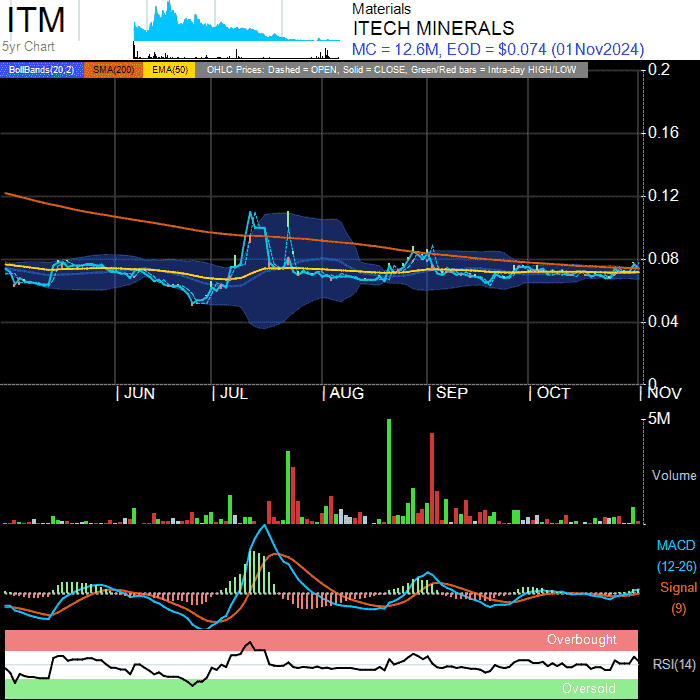 ITM
5yr Chart
Materials
ITECH MINERALS
MC = 12.6M, EOD = $0.074 (01Nov2024)
BollBands(20,2) SMA(200) EMA(50) OHLC Prices: Dashed = OPEN, Solid = CLOSE, Green/Red bars = Intra-day HIGH/LOW
0.2
0.16
0.12
0.08
0.04
0
JUN JUL AUG SEP OCT NOV
5M
Volume
MACD
(12-26)
Signal
(9)
Overbought
RSI(14)
Oversold